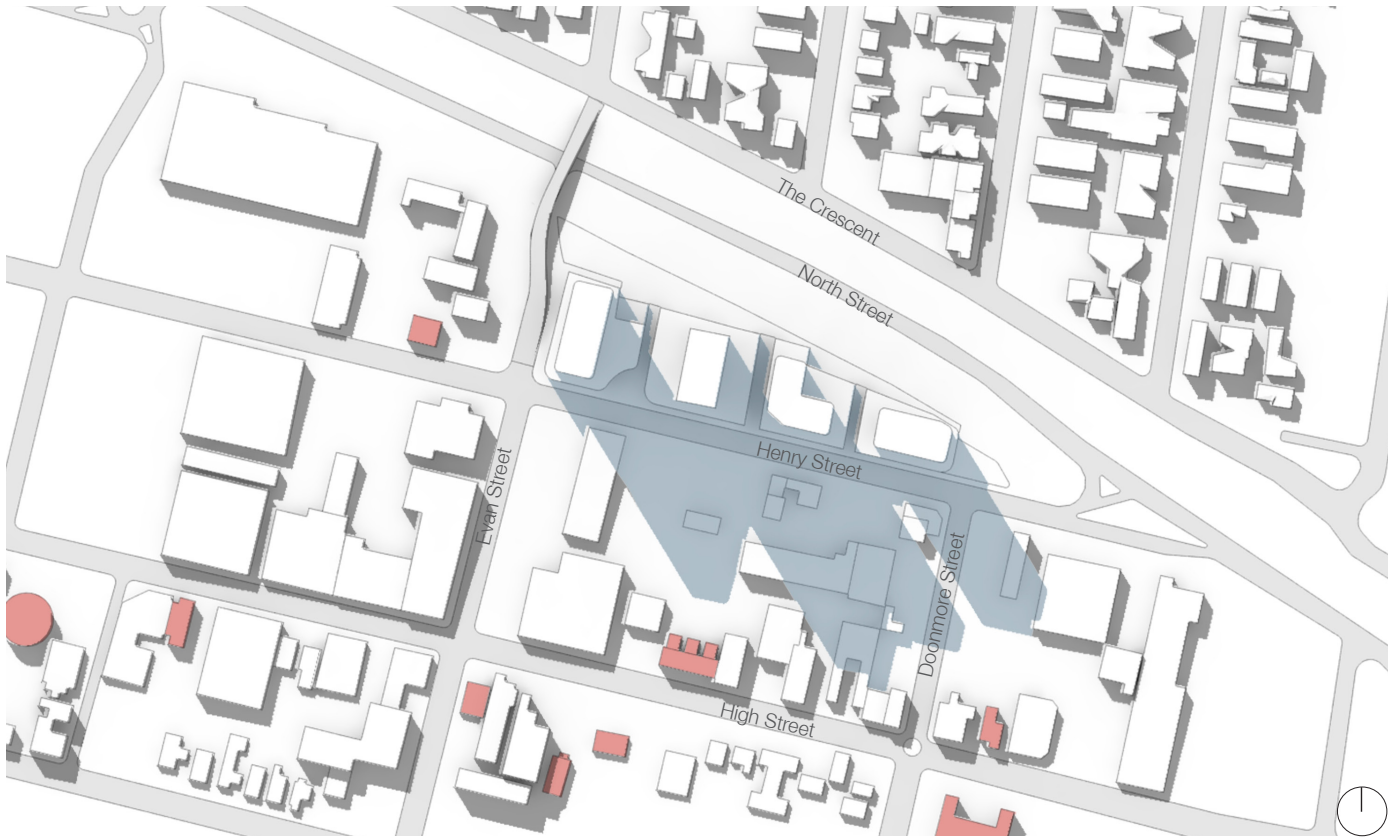 The Crescent
North Street
Henry Street
Evan Street
Doonmore Street
High Street